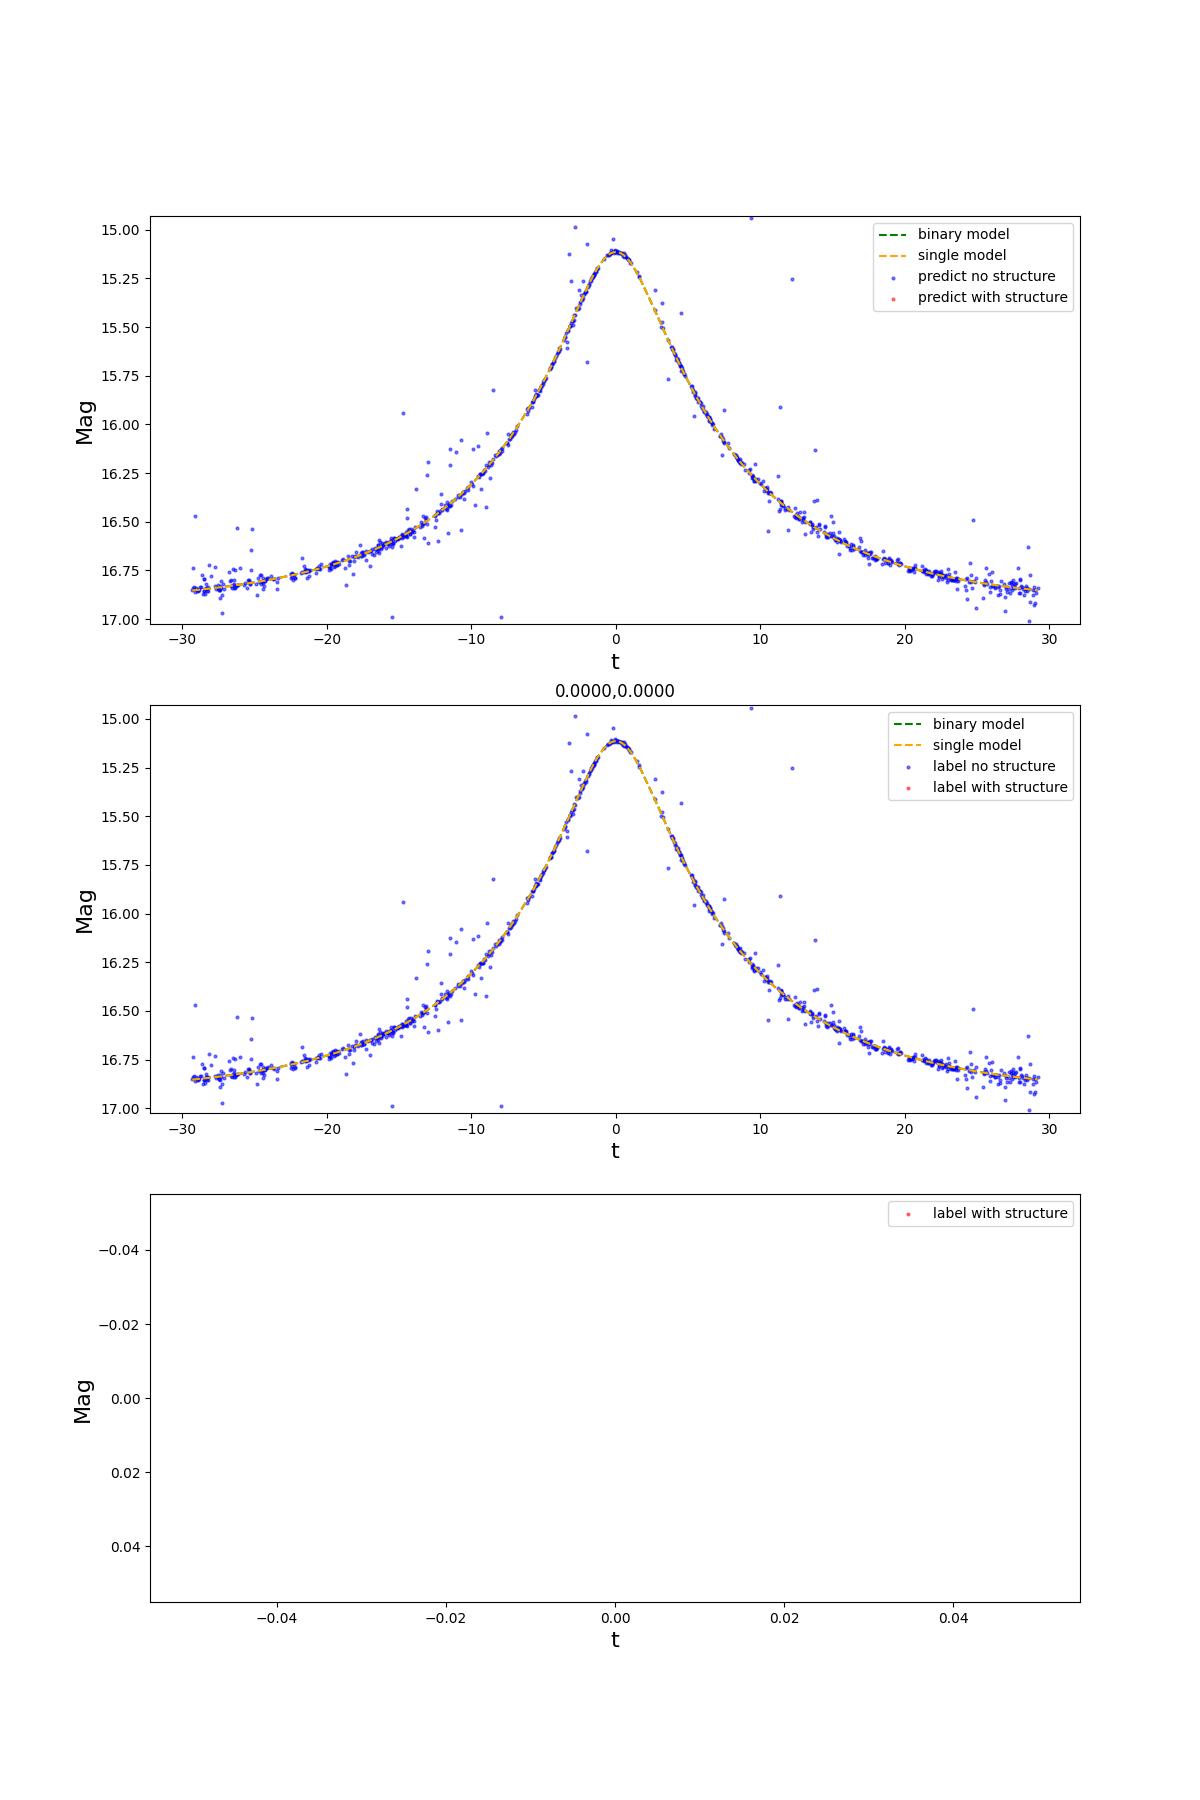 15.00
15.25
15.50
15.75
16.00
16.25
16.50
16.75
17.00
Mag
binary model
single model
predict no structure
predict with structure
−30 −20 −10 0 10 20 30
t
0.0000,0.0000
15.00
15.25
15.50
15.75
16.00
16.25
16.50
16.75
17.00
Mag
binary model
single model
label no structure
label with structure
−30 −20 −10 0 10 20 30
t
−0.04
−0.02
0.00
0.02
0.04
Mag
label with structure
−0.04 −0.02 0.00 0.02 0.04
t